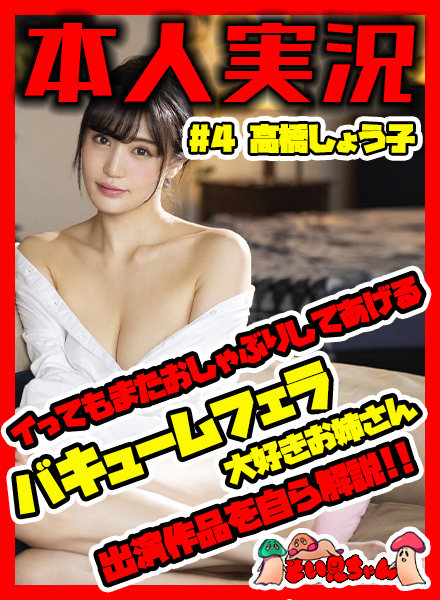 本人実況
#4 高橋しょう子
イってもまたおしゃぶりしてあげる
バキュームフェラ
大好きお姉さん
出演作品を自ら解説!!
そい兄ちゃん